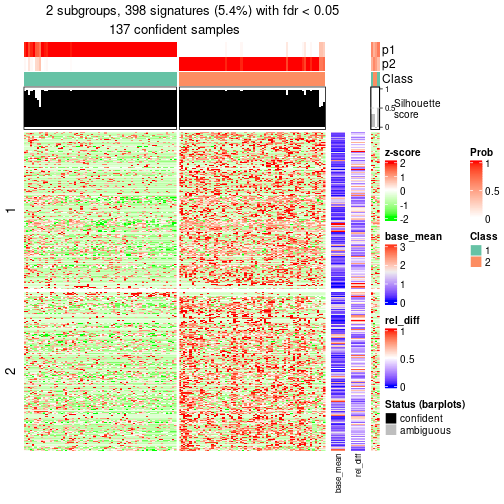 2 subgroups, 398 signatures (5.4%) with fdr < 0.05
137 confident samples
p1
p2
Class
1
0.5
0
Silhouette
score
1
2
z-score
2
1
0
-1
-2
Prob
1
0.5
0
base_mean
3
2
1
0
Class
1
2
rel_diff
1
0.5
0
Status (barplots)
confident
ambiguous
base_mean
rel_diff